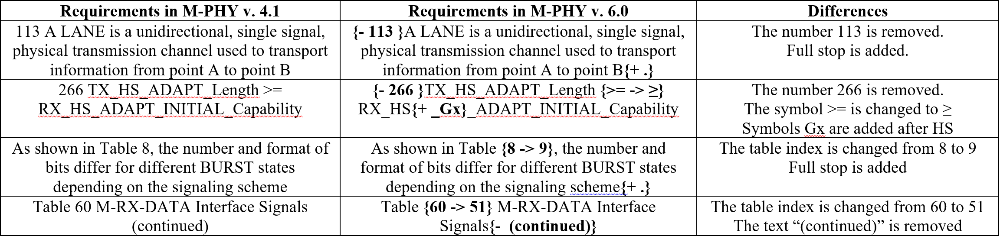 Requirements in M-PHY v. 4.1
Requirements in M-PHY v. 6.0
Differences
113 A LANE is a unidirectional, single signal,
physical transmission channel used to transport
information from point A to point B
{- 113 }A LANE is a unidirectional, single signal,
physical transmission channel used to transport
information from point A to point B{+ .}
The number 113 is removed.
Full stop is added.
266 TX_HS_ADAPT_Length >=
RX_HS_ADAPT_INITIAL_Capability
{- 266 }TX_HS_ADAPT_Length {>= -> ≥}
RX_HS{+ _Gx}_ADAPT_INITIAL_Capability
The number 266 is removed.
The symbol >= is changed to ≥
Symbols Gx are added after HS
As shown in Table 8, the number and format of
bits differ for different BURST states
depending on the signaling scheme
As shown in Table {8 -> 9}, the number and
format of bits differ for different BURST states
depending on the signaling scheme{+ .}
The table index is changed from 8 to 9
Full stop is added
Table 60 M-RX-DATA Interface Signals
(continued)
Table {60 -> 51} M-RX-DATA Interface
Signals{-  (continued)}
The table index is changed from 60 to 51
The text “(continued)” is removed